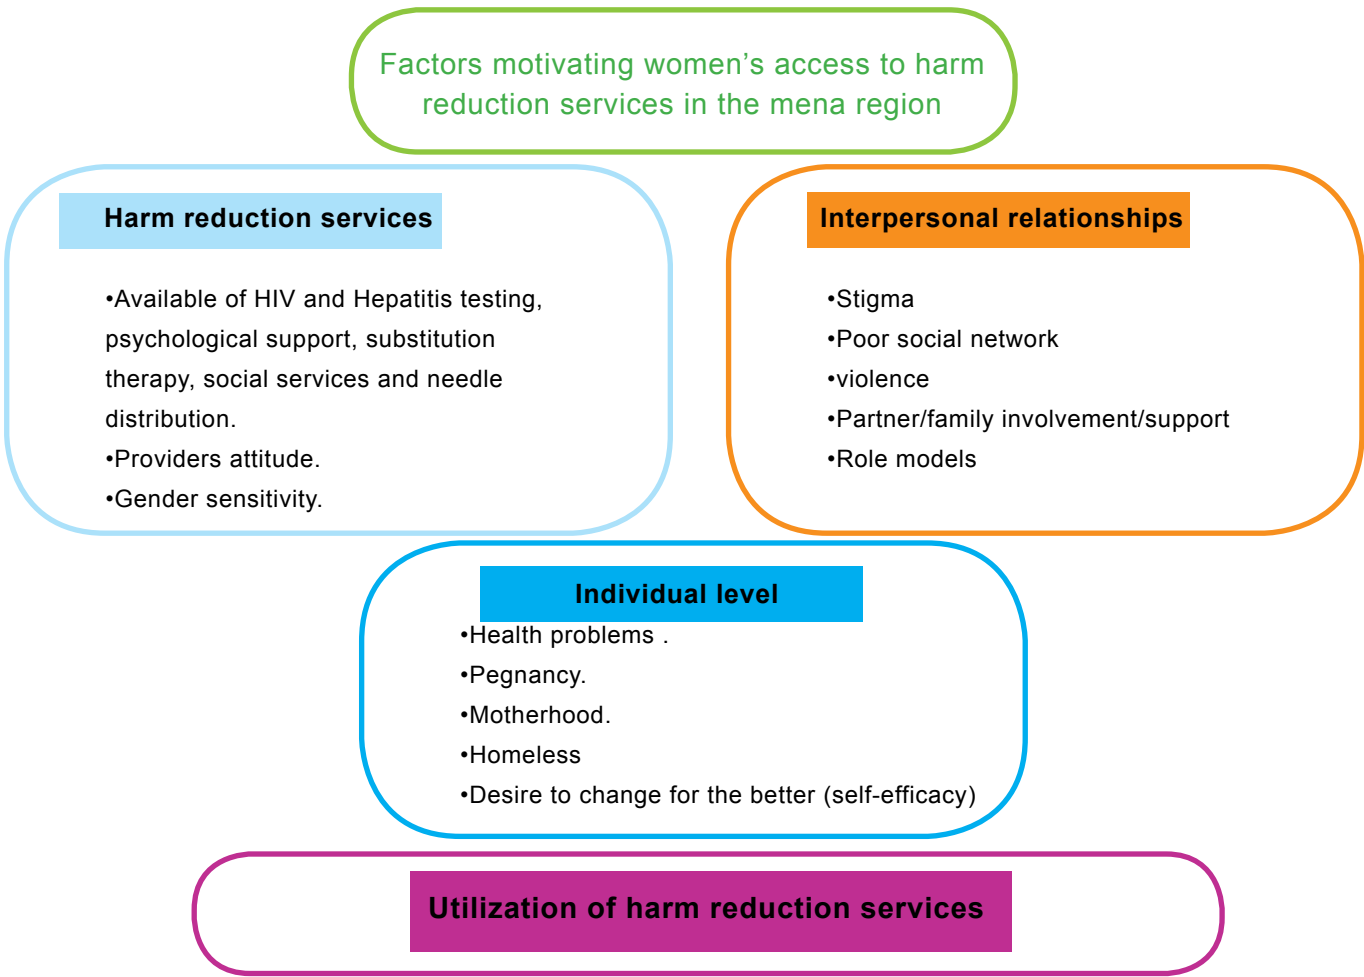 Factors motivating women’s access to harm
reduction services in the mena region
Harm reduction services
•Available of HIV and Hepatitis testing,
psychological support, substitution
therapy, social services and needle
distribution.
•Providers attitude.
•Gender sensitivity.
Interpersonal relationships
•Stigma
•Poor social network
•violence
•Partner/family involvement/support
•Role models
Individual level
•Health problems .
•Pegnancy.
•Motherhood.
•Homeless
•Desire to change for the better (self-efficacy)
Utilization of harm reduction services